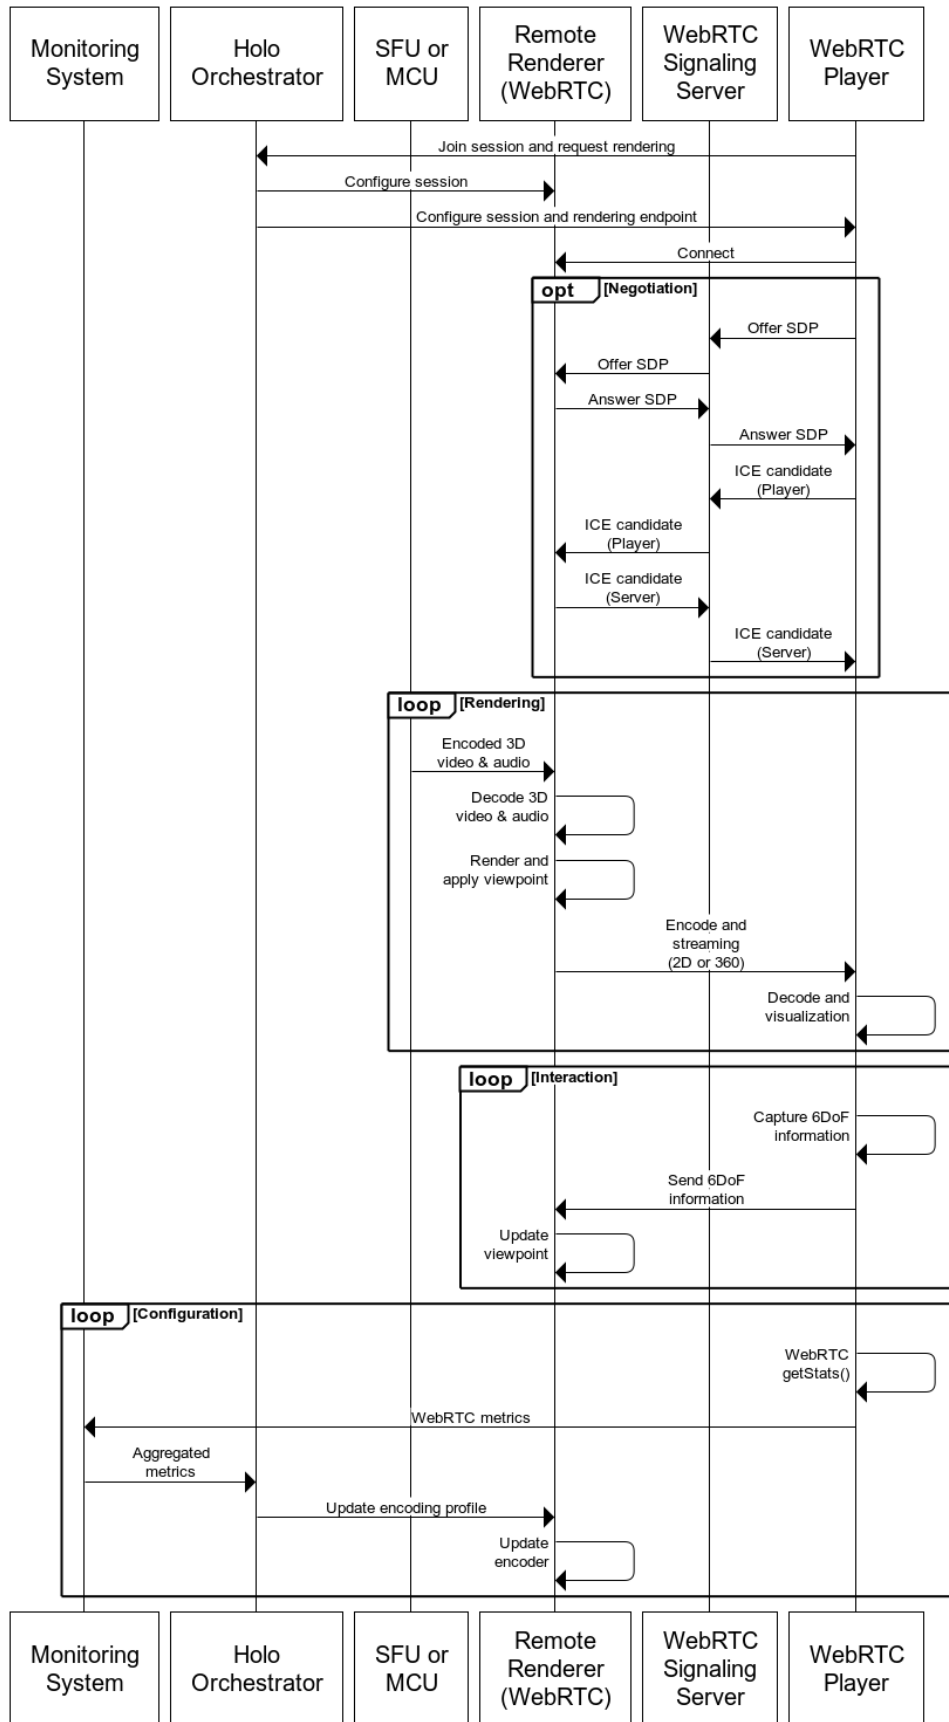 Monitoring
System
Holo
Orchestrator
SFU or
MCU
Remote
Renderer
(WebRTC)
WebRTC
Signaling
Server
WebRTC
Player
Join session and request rendering
Configure session
Configure session and rendering endpoint
Connect
opt [Negotiation]
Offer SDP
Offer SDP
Answer SDP
Answer SDP
ICE candidate
(Player)
ICE candidate
(Player)
ICE candidate
(Server)
ICE candidate
(Server)
loop [Rendering]
Encoded 3D
video & audio
Decode 3D
video & audio
Render and
apply viewpoint
Encode and
streaming
(2D or 360)
Decode and
visualization
loop [Interaction]
Capture 6DoF
information
Send 6DoF
information
Update
viewpoint
loop [Configuration]
WebRTC
getStats()
WebRTC metrics
Aggregated
metrics
Update encoding profile
Update
encoder
Monitoring
System
Holo
Orchestrator
SFU or
MCU
Remote
Renderer
(WebRTC)
WebRTC
Signaling
Server
WebRTC
Player